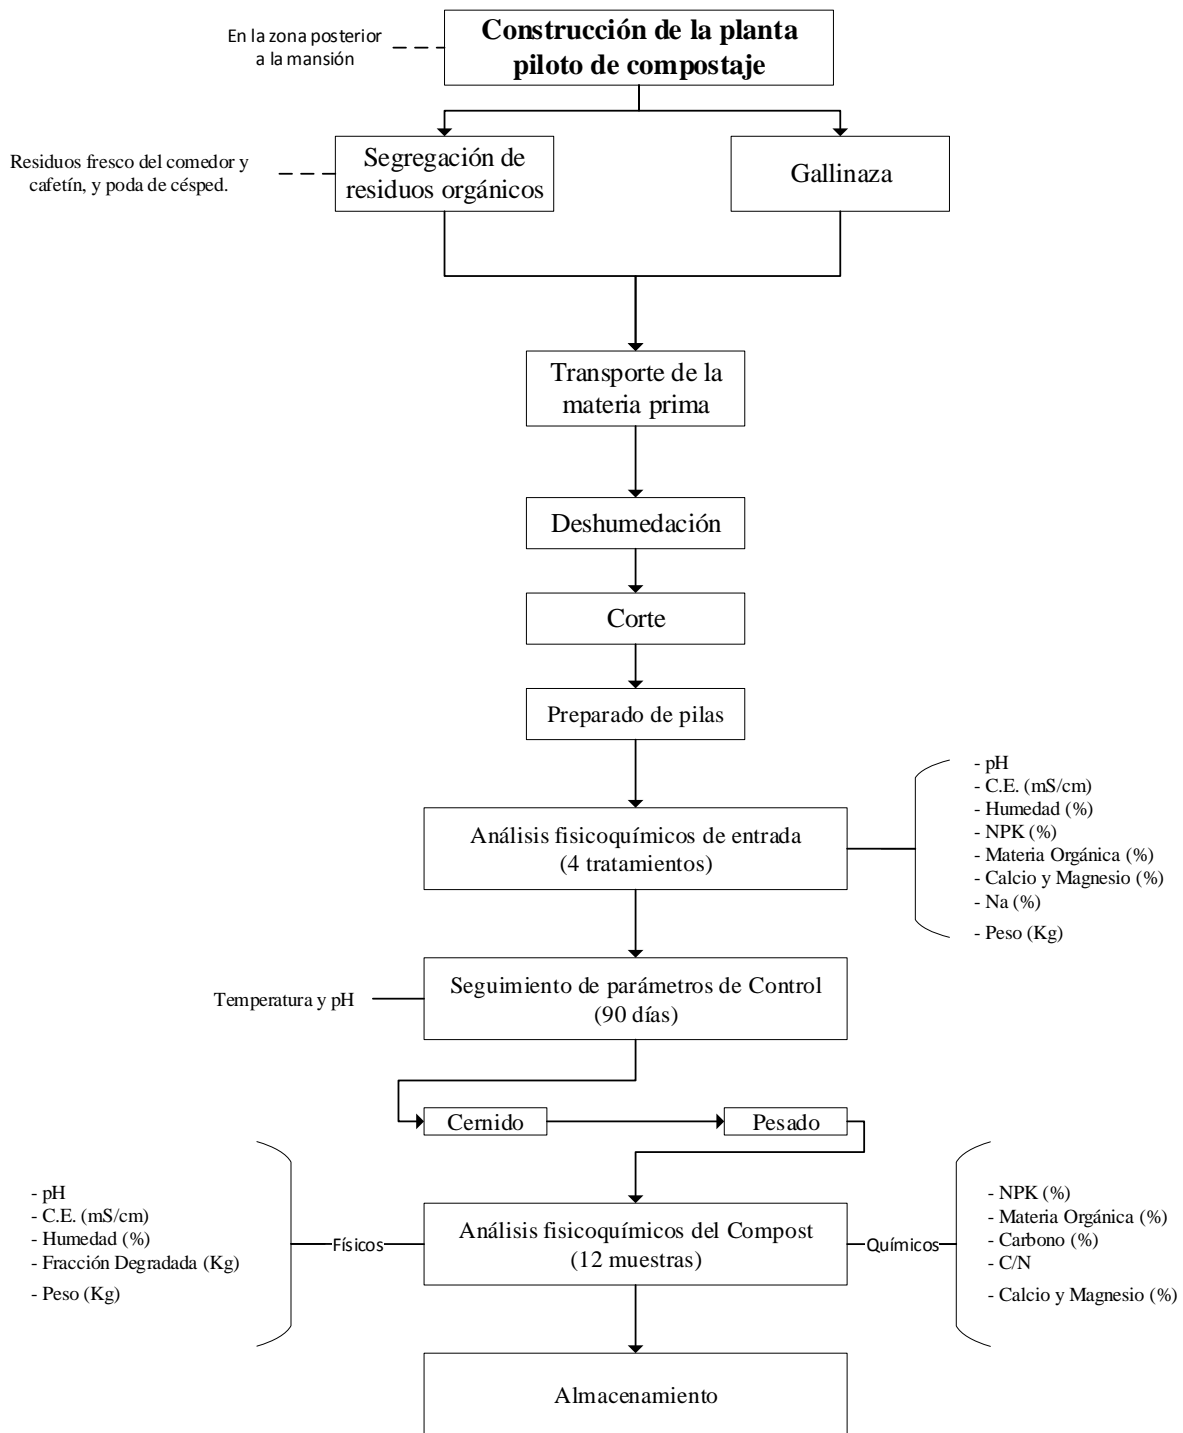 En la zona posterior
a la mansión
Construcción de la planta
piloto de compostaje
Residuos fresco del comedor y
cafetín, y poda de césped.
Segregación de
residuos orgánicos
Gallinaza
Transporte de la
materia prima
Deshumedación
Corte
Preparado de pilas
Análisis fisicoquímicos de entrada
(4 tratamientos)
- pH
- C.E. (mS/cm)
- Humedad (%)
- NPK (%)
- Materia Orgánica (%)
- Calcio y Magnesio (%)
- Na (%)
- Peso (Kg)
Temperatura y pH
Seguimiento de parámetros de Control
(90 días)
Cernido
Pesado
- pH
- C.E. (mS/cm)
- Humedad (%)
- Fracción Degradada (Kg)
- Peso (Kg)
Físicos
Análisis fisicoquímicos del Compost
(12 muestras)
Químicos
- NPK (%)
- Materia Orgánica (%)
- Carbono (%)
- C/N
- Calcio y Magnesio (%)
Almacenamiento